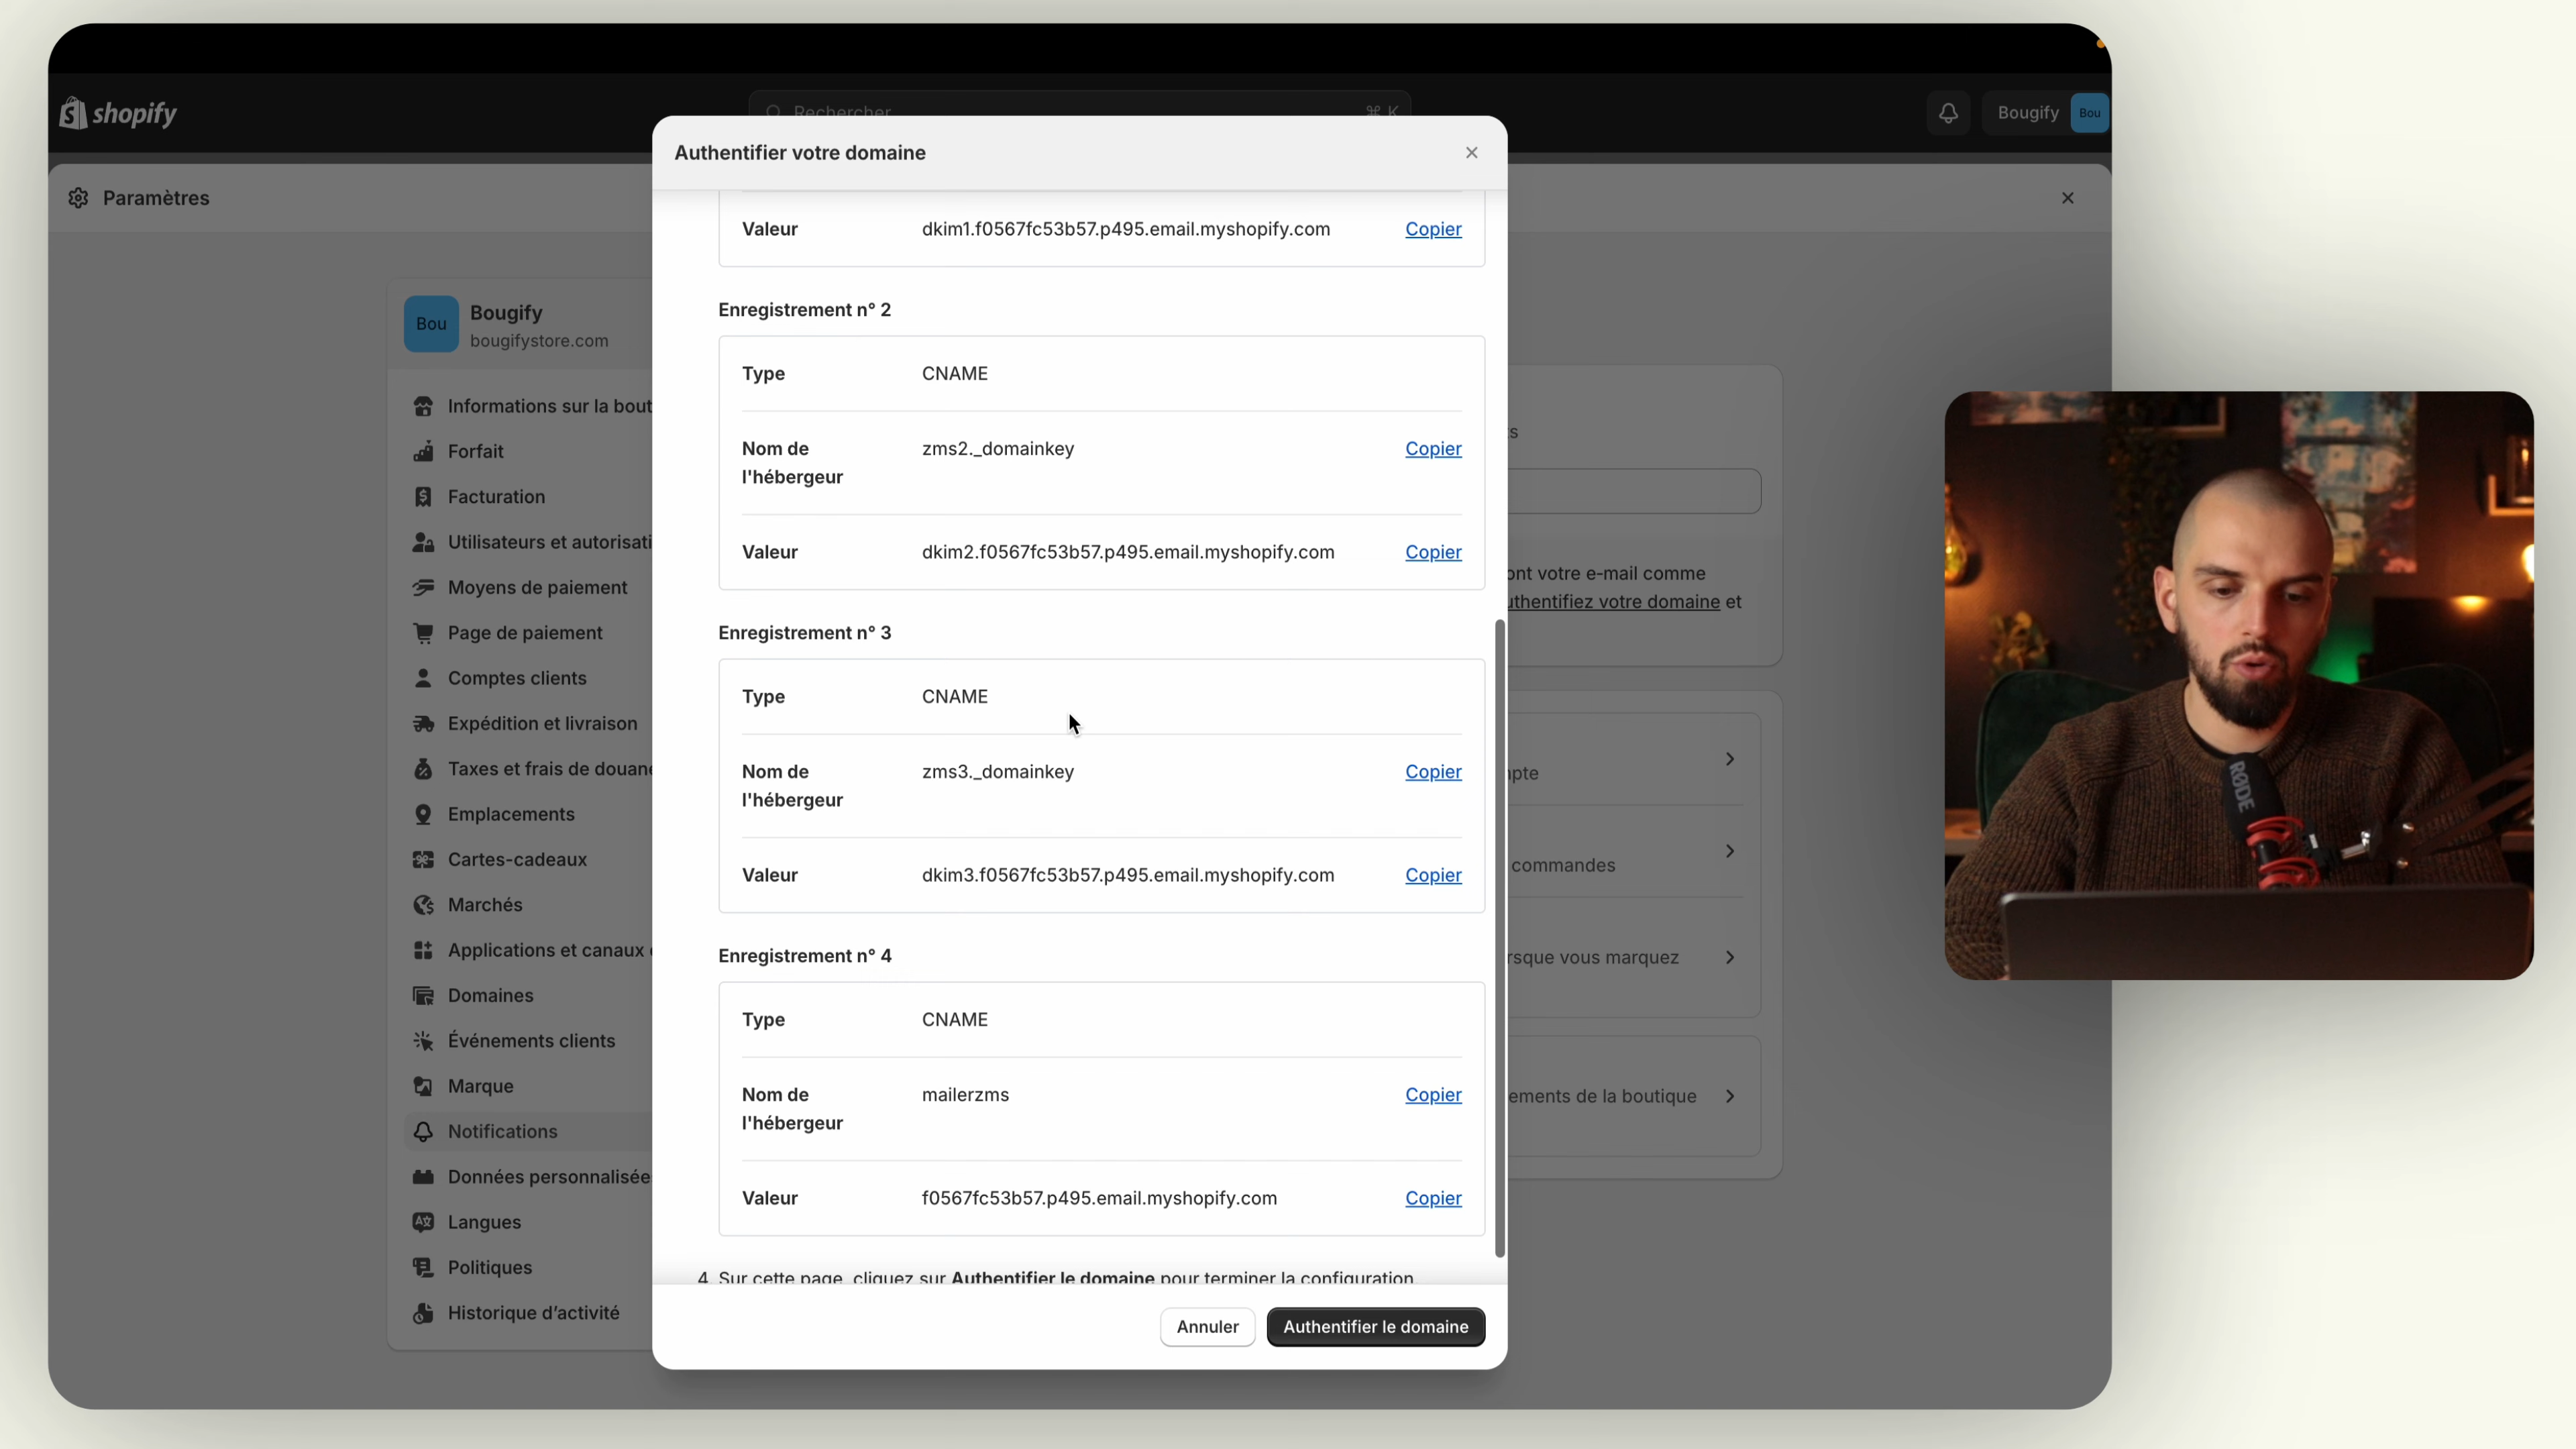 shopify
Rechercher
⌘ K
Bougify
Bou
Authentifier votre domaine
Paramètres
Bou
Bougify
bougifystore.com
Informations sur la bout
Forfait
Facturation
Utilisateurs et autorisati
Moyens de paiement
Page de paiement
Comptes clients
Expédition et livraison
Taxes et frais de douane
Emplacements
Cartes-cadeaux
Marchés
Applications et canaux
Domaines
Événements clients
Marque
Notifications
Données personnalisée
Langues
Politiques
Historique d'activité
Valeur dkim1.f0567fc53b57.p495.email.myshopify.com Copier
Enregistrement n° 2
Type CNAME
Nom de l'hébergeur zms2._domainkey Copier
Valeur dkim2.f0567fc53b57.p495.email.myshopify.com Copier
Enregistrement n° 3
Type CNAME
Nom de l'hébergeur zms3._domainkey Copier
Valeur dkim3.f0567fc53b57.p495.email.myshopify.com Copier
Enregistrement n° 4
Type CNAME
Nom de l'hébergeur mailerzms Copier
Valeur f0567fc53b57.p495.email.myshopify.com Copier
4. Sur cette page, cliquez sur Authentifier le domaine pour terminer la configuration.
Annuler
Authentifier le domaine
ont votre e-mail comme
uthentifiez votre domaine et
pte
commandes
rsque vous marquez
ements de la boutique
RØDE